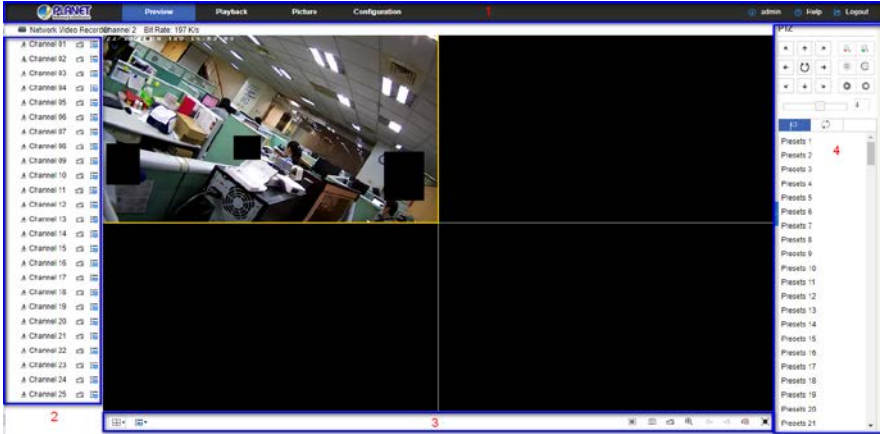 PLANET
Preview Playback Picture Configuration 1 admin Help Logout
Network Video Recorder Channel 2 Bit Rate: 197 K/s
PTZ
Channel 01
Channel 02
Channel 03
Channel 04
Channel 05
Channel 06
Channel 07
Channel 08
Channel 09
Channel 10
Channel 11
Channel 12
Channel 13
Channel 14
Channel 15
Channel 16
Channel 17
Channel 18
Channel 19
Channel 20
Channel 21
Channel 22
Channel 23
Channel 24
Channel 25
2
3
4
4
Presets 1
Presets 2
Presets 3
Presets 4
Presets 5
Presets 6
Presets 7
Presets 8
Presets 9
Presets 10
Presets 11
Presets 12
Presets 13
Presets 14
Presets 15
Presets 16
Presets 17
Presets 18
Presets 19
Presets 20
Presets 21